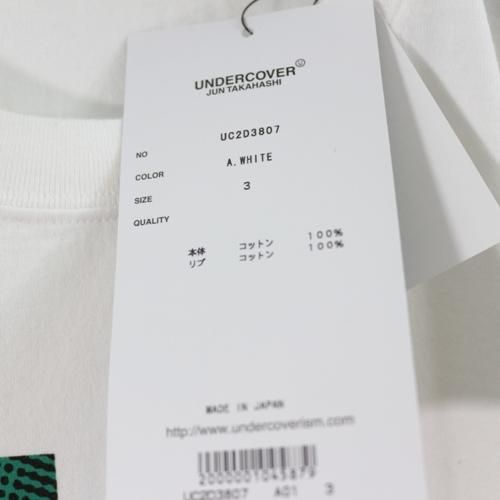 UNDERCOVER Ⓤ
JUN TAKAHASHI
NO UC2D3807
COLOR A.WHITE
SIZE 3
QUALITY
本体 コットン 100%
リブ コットン 100%
MADE IN JAPAN
http://www.undercoverism.com
2000001043879
UC2D3807 A01 3